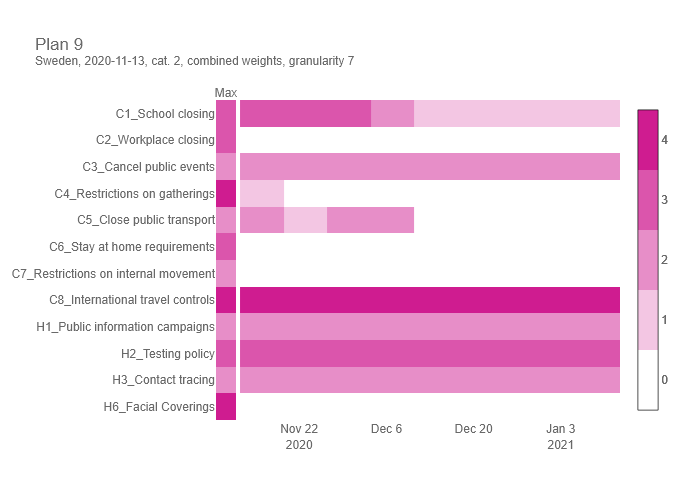 Plan 9
Sweden, 2020-11-13, cat. 2, combined weights, granularity 7
Max
C1_School closing
C2_Workplace closing
C3_Cancel public events
C4_Restrictions on gatherings
C5_Close public transport
C6_Stay at home requirements
C7_Restrictions on internal movement
C8_International travel controls
H1_Public information campaigns
H2_Testing policy
H3_Contact tracing
H6_Facial Coverings
4
3
2
1
0
Nov 22 Dec 6 Dec 20 Jan 3
2020 2021